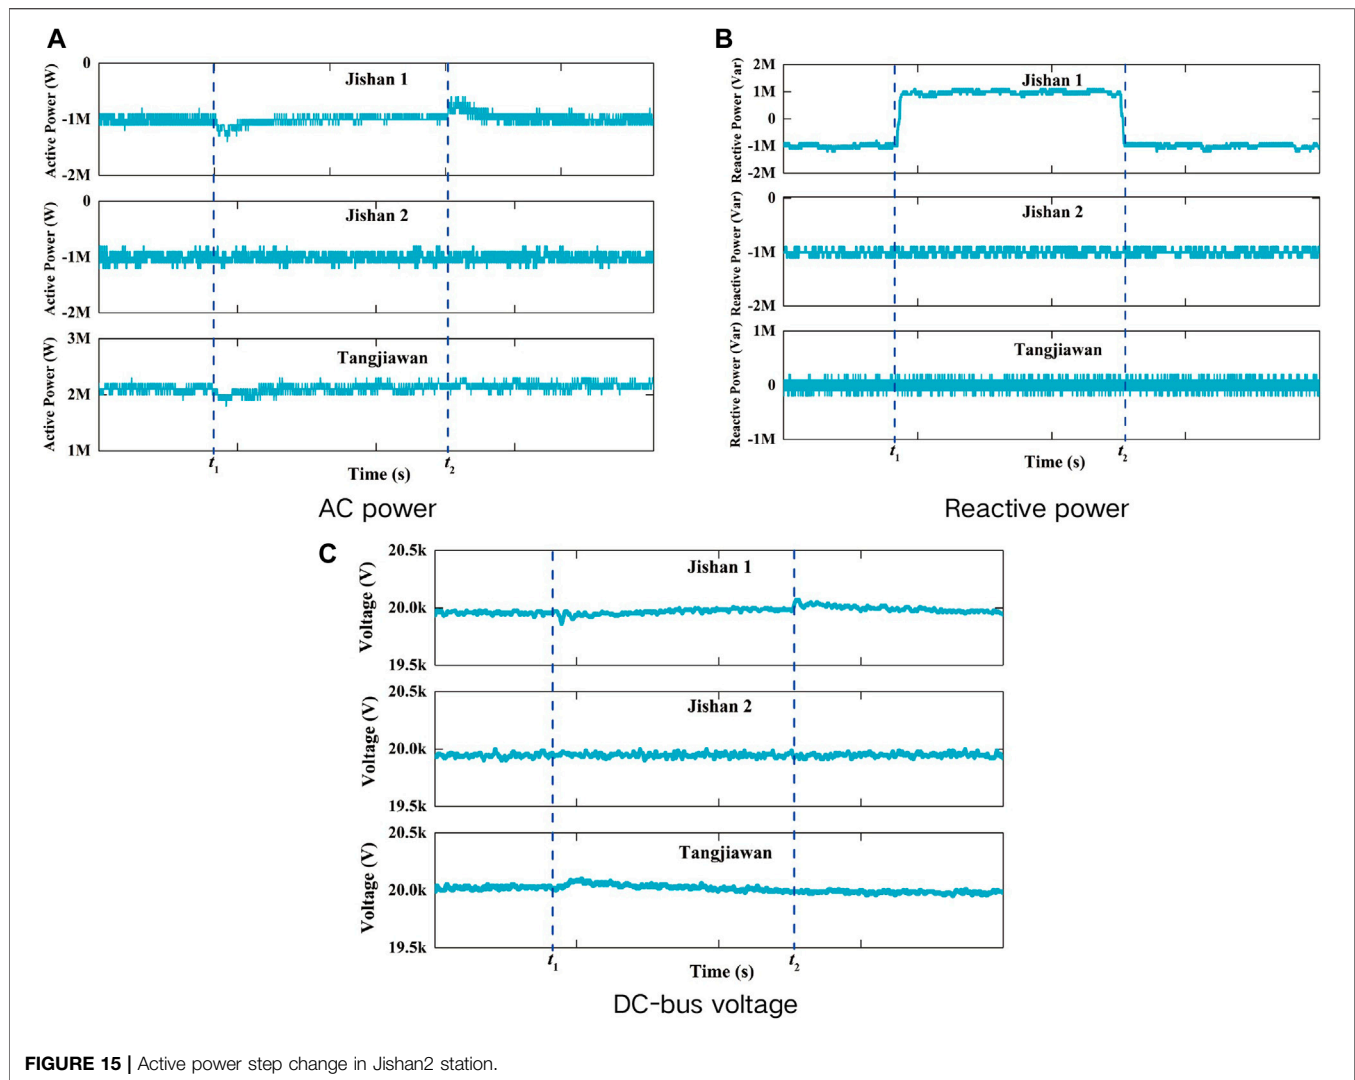 A
Active Power (W)
0
-1M
-2M
Jishan 1
Active Power (W)
0
-1M
-2M
Jishan 2
Active Power (W)
3M
2M
1M
Tangjiawan
t1
t2
Time (s)
AC power
B
Reactive Power (Var)
2M
1M
0
-1M
-2M
Jishan 1
Reactive Power (Var)
0
-1M
-2M
Jishan 2
Reactive Power (Var)
1M
0
-1M
Tangjiawan
t1
t2
Time (s)
Reactive power
C
Voltage (V)
20.5k
20.0k
19.5k
Jishan 1
Voltage (V)
20.5k
20.0k
19.5k
Jishan 2
Voltage (V)
20.5k
20.0k
19.5k
Tangjiawan
t1
t2
Time (s)
DC-bus voltage
FIGURE 15 | Active power step change in Jishan2 station.